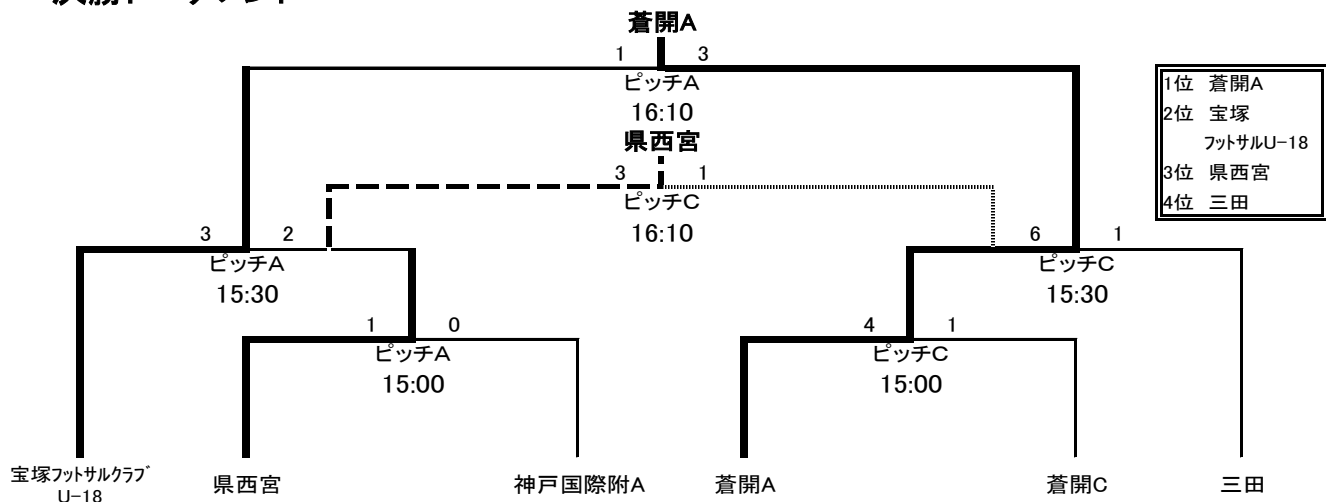 蒼開A
1 3
ピッチA
16:10
県西宮
3 1
ピッチC
16:10
1位 蒼開A
2位 宝塚
フットサルU-18
3位 県西宮
4位 三田
3 2
ピッチA
15:30
6 1
ピッチC
15:30
1 0
ピッチA
15:00
4 1
ピッチC
15:00
宝塚フットサルクラブ
U-18
県西宮
神戸国際附A
蒼開A
蒼開C
三田